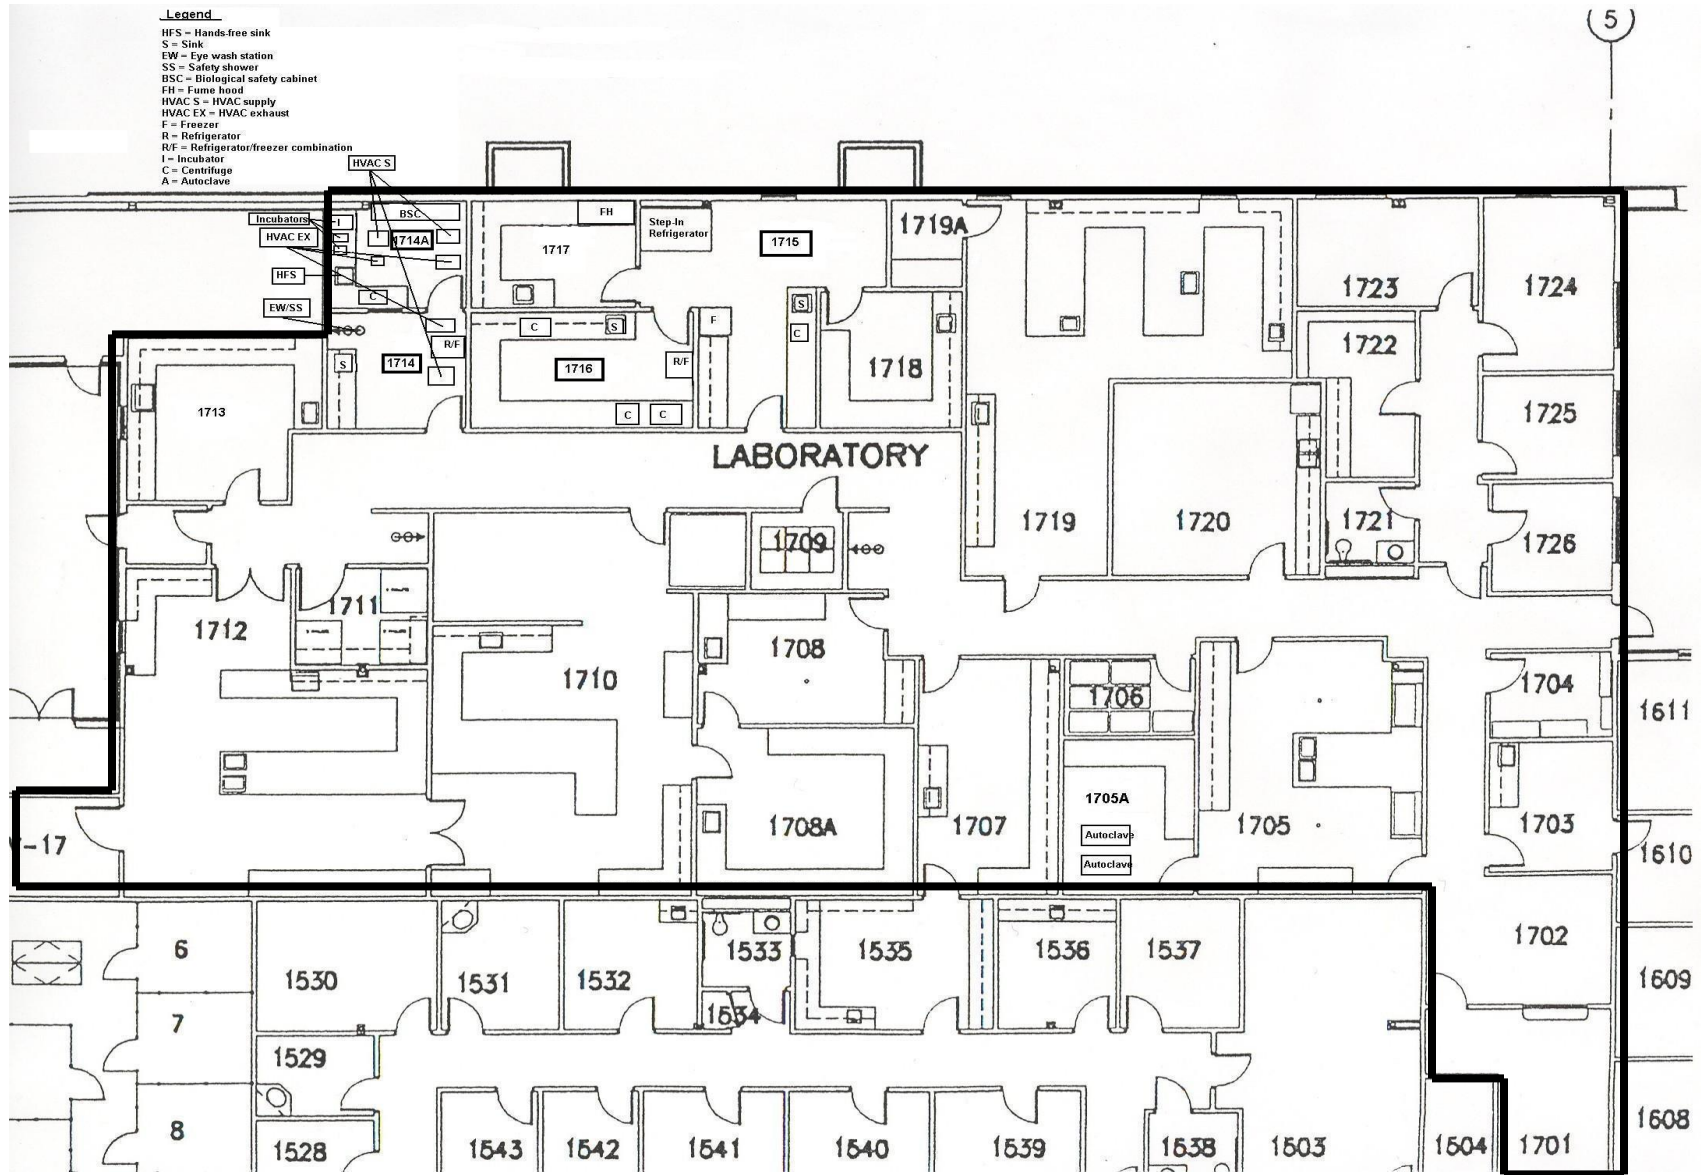 Legend
HFS = Hands-free sink
S = Sink
EW = Eye wash station
SS = Safety shower
BSC = Biological safety cabinet
FH = Fume hood
HVAC S = HVAC supply
HVAC EX = HVAC exhaust
F = Freezer
R = Refrigerator
R/F = Refrigerator/freezer combination
I = Incubator
C = Centrifuge
A = Autoclave
5
HVAC S
Incubators
I
BSC
FH
Step-In
Refrigerator
1719A
HVAC EX
1714A
1717
1715
HFS
C
1723
1724
EW/SS
C
S
F
S
C
R/F
1722
S
1714
1716
R/F
1718
C
C
1713
1725
LABORATORY
1719
1720
1721
1709
1726
1711
1712
1708
1710
1706
1704
1611
1705A
1708A
1707
Autoclave
1705
1703
-17
Autoclave
1610
6
1530
1531
1532
1533
1535
1536
1537
1702
1609
7
1534
1529
8
1528
1543
1542
1541
1540
1539
1538
1503
1504
1701
1608